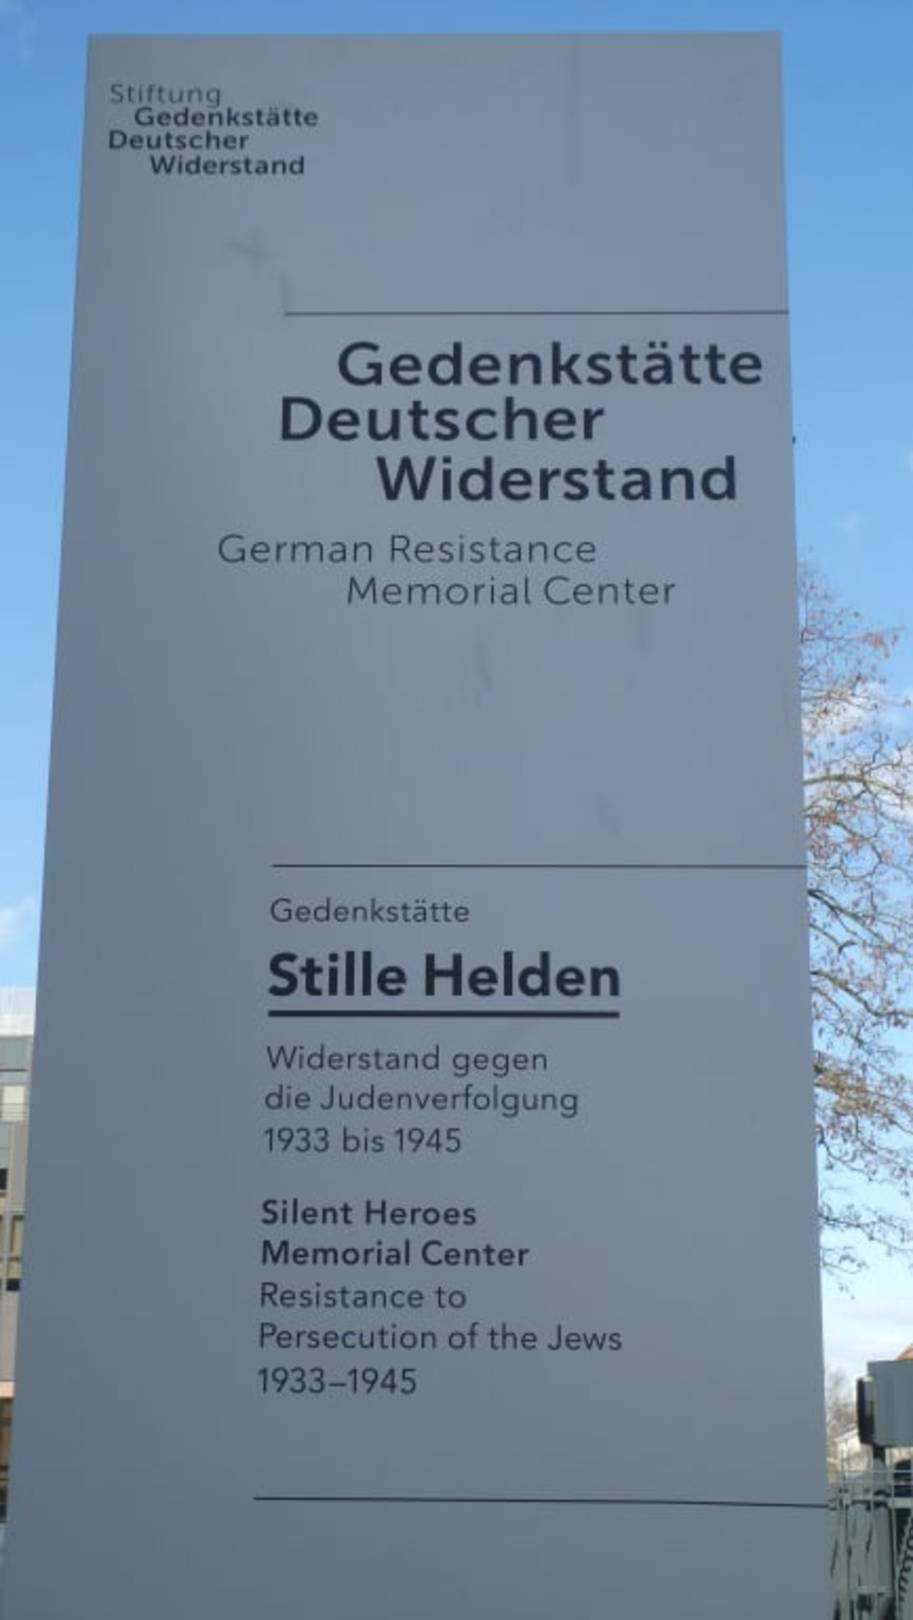 Stiftung
Gedenkstätte
Deutscher
Widerstand
Gedenkstätte
Deutscher
Widerstand
German Resistance
Memorial Center
Gedenkstätte
Stille Helden
Widerstand gegen
die Judenverfolgung
1933 bis 1945
Silent Heroes
Memorial Center
Resistance to
Persecution of the Jews
1933–1945